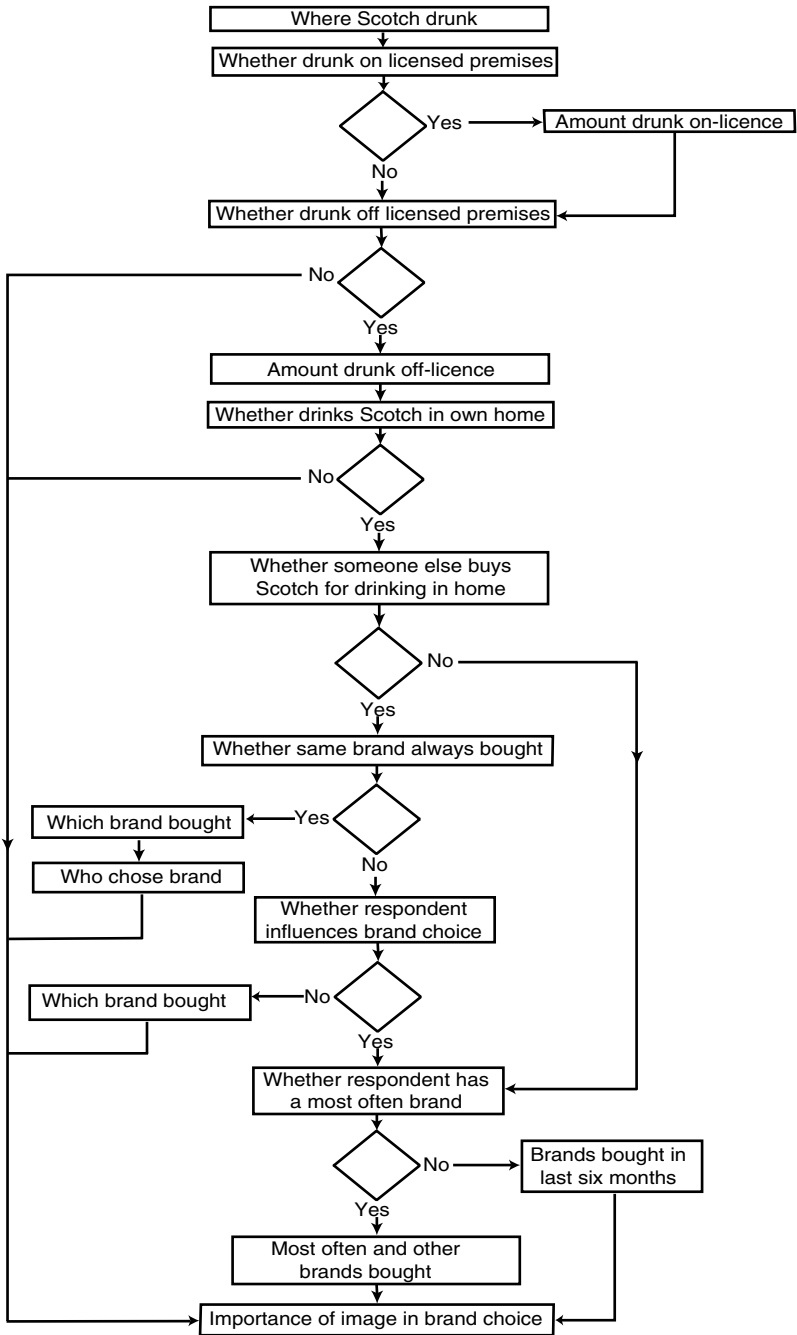 Where Scotch drunk
Whether drunk on licensed premises
Yes
Amount drunk on-licence
No
Whether drunk off licensed premises
No
Yes
Amount drunk off-licence
Whether drinks Scotch in own home
No
Yes
Whether someone else buys
Scotch for drinking in home
No
Yes
Whether same brand always bought
Which brand bought
Yes
No
Who chose brand
Whether respondent
influences brand choice
Which brand bought
No
Yes
Whether respondent has
a most often brand
No
Brands bought in
last six months
Yes
Most often and other
brands bought
Importance of image in brand choice